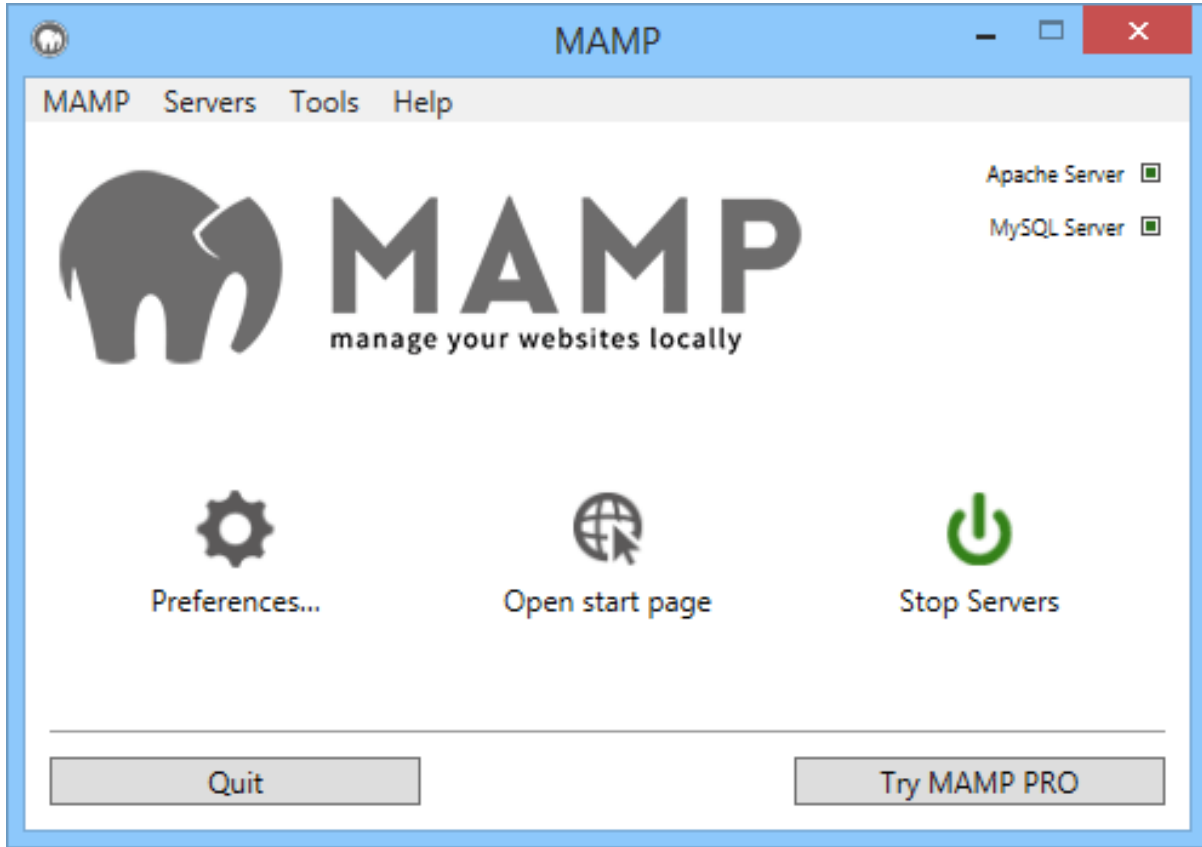 MAMP
MAMP Servers Tools Help
Apache Server
MySQL Server
MAMP
manage your websites locally
Preferences...
Open start page
Stop Servers
Quit
Try MAMP PRO